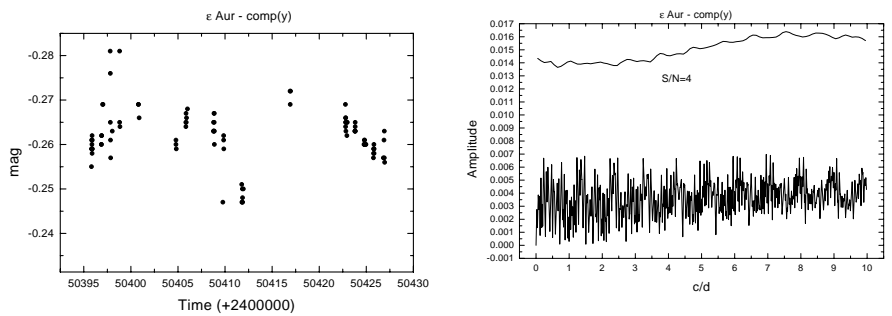 ε Aur - comp(y)
-0.28
-0.27
-0.26
-0.25
-0.24
mag
50395 50400 50405 50410 50415 50420 50425 50430
Time (+2400000)
ε Aur - comp(y)
0.017
0.016
0.015
0.014
0.013
0.012
0.011
0.010
0.009
0.008
0.007
0.006
0.005
0.004
0.003
0.002
0.001
0.000
-0.001
Amplitude
S/N=4
0 1 2 3 4 5 6 7 8 9 10
c/d